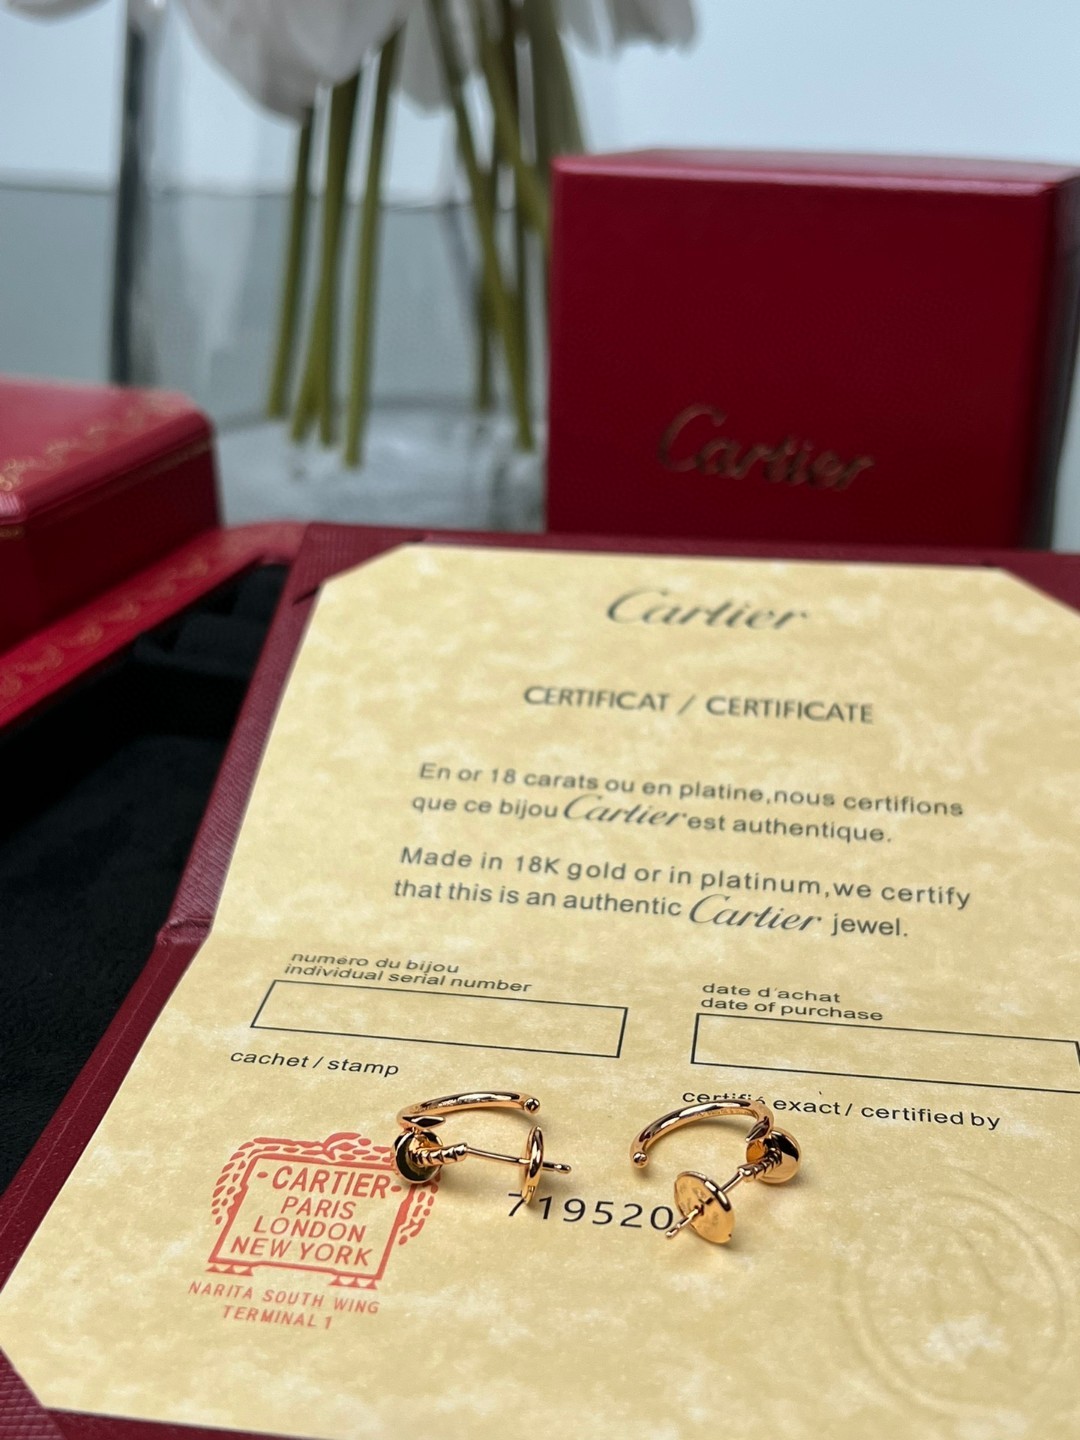 Cartier
Cartier
CERTIFICAT / CERTIFICATE
En or 18 carats ou en platine,nous certifions
que ce bijou Cartier est authentique.
Made in 18K gold or in platinum,we certify
that this is an authentic Cartier jewel.
numéro du bijou
individual serial number
date d'achat
date of purchase
cachet / stamp
certifié exact / certified by
CARTIER
PARIS
LONDON
NEW YORK
NARITA SOUTH WING
TERMINAL 1
719520